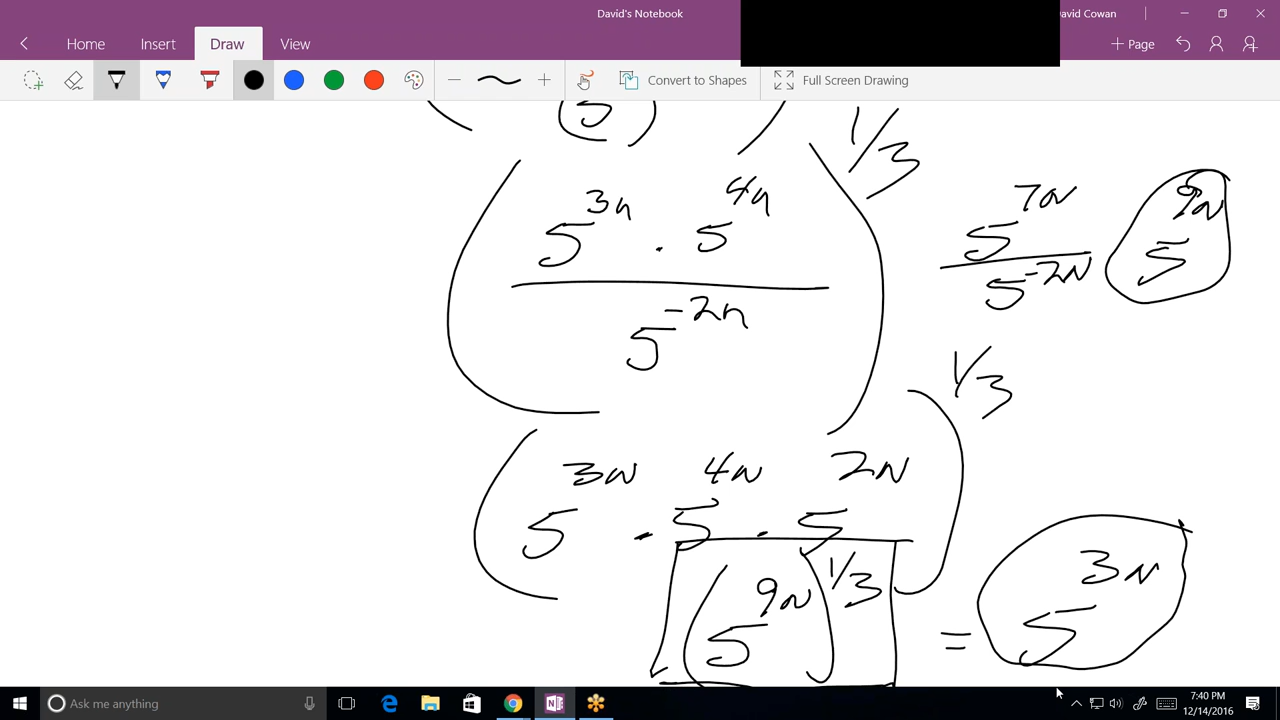 David's Notebook
David Cowan
Home Insert Draw View
+ Page
Convert to Shapes Full Screen Drawing
(5)
1/3
( 5^{3n} · 5^{4n}
5^{-2n} )
5^{7N}
5^{-2N}
5^{9N}
( 5^{3N} · 5^{4N} · 5^{2N} )^{1/3}
( 5^{9N} )^{1/3} = 5^{3N}
Ask me anything
7:40 PM
12/14/2016